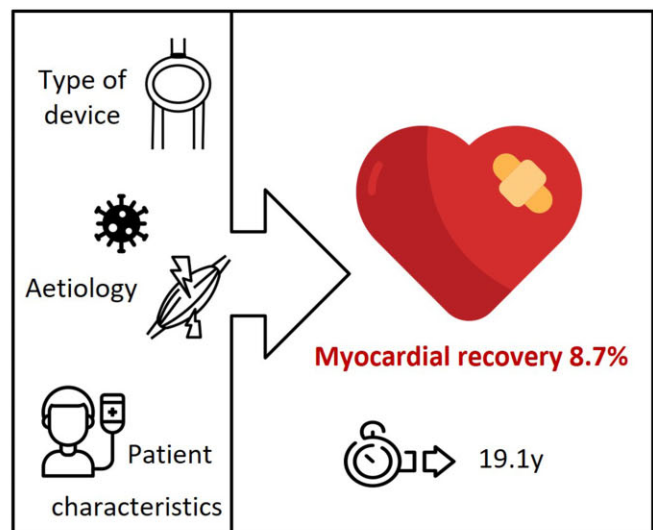 Type of
device
Aetiology
Patient
characteristics
Myocardial recovery 8.7%
19.1y